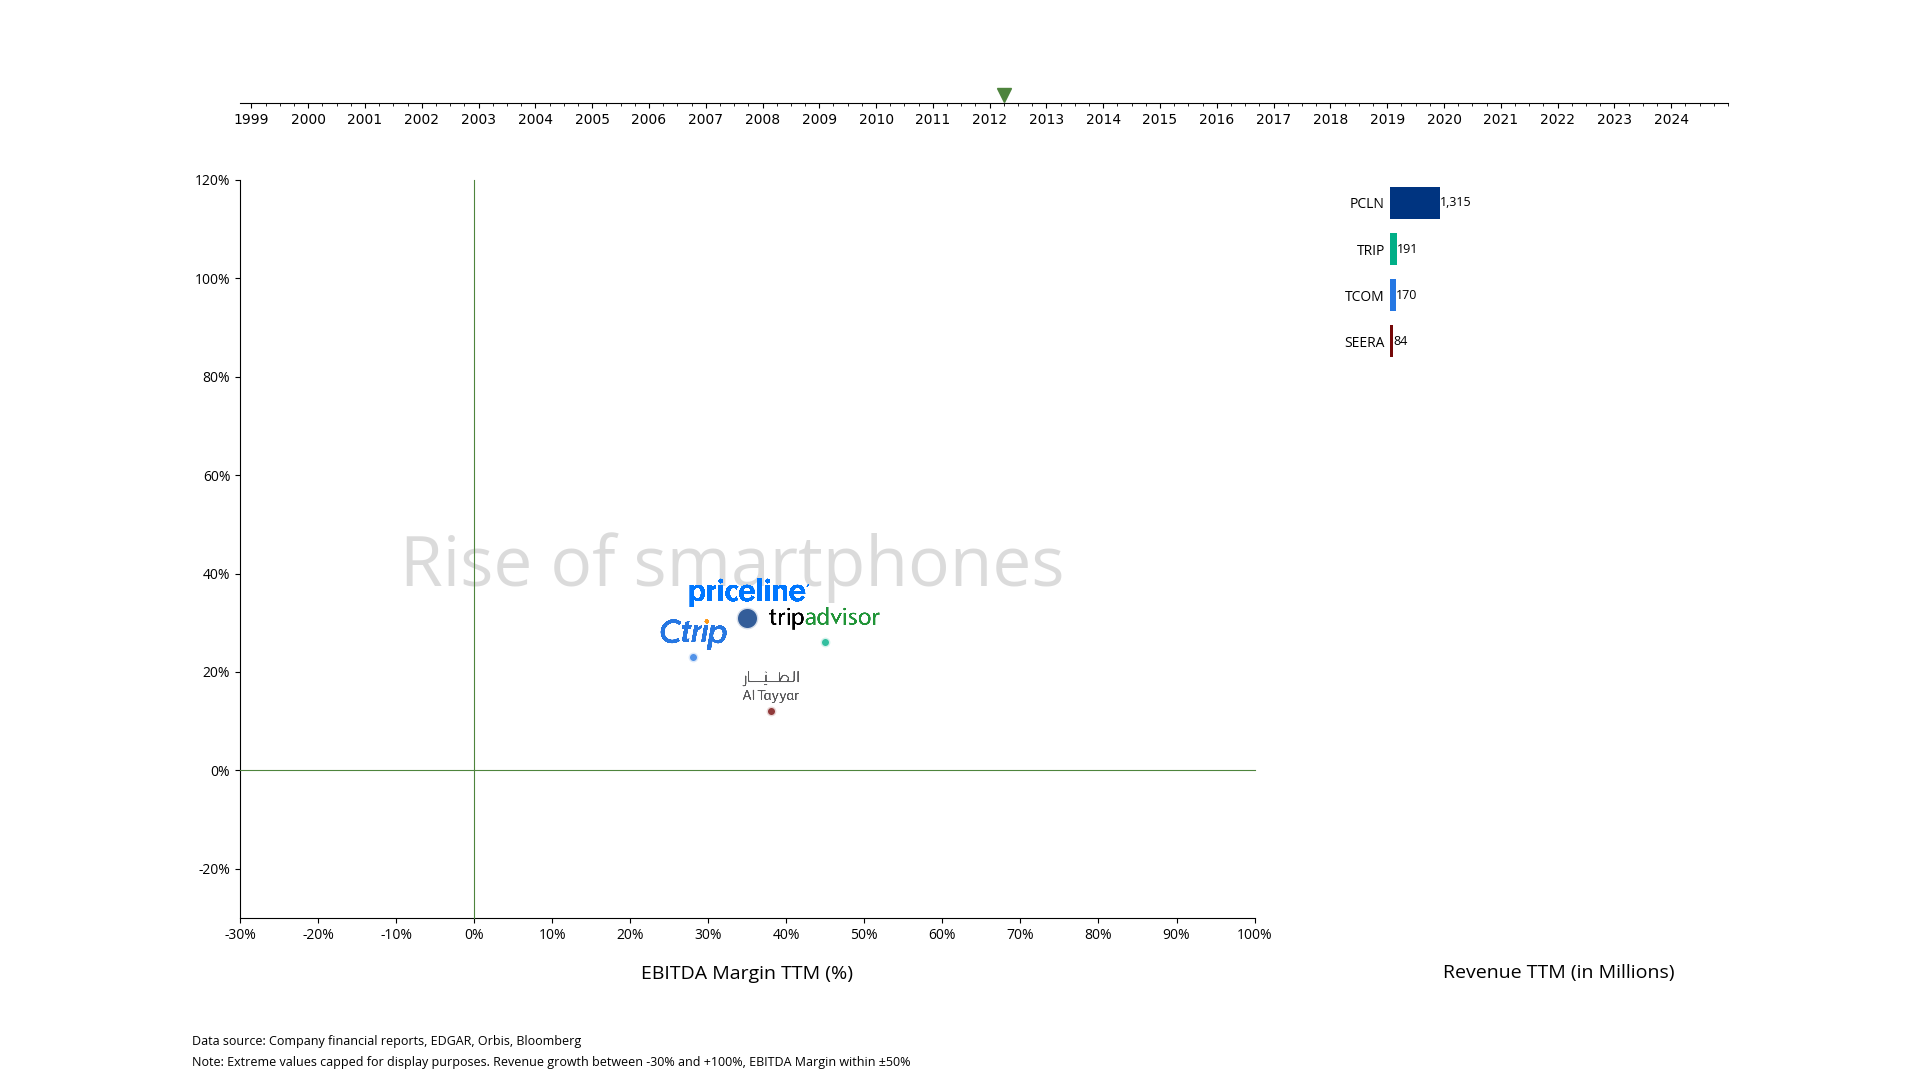 1999 2000 2001 2002 2003 2004 2005 2006 2007 2008 2009 2010 2011 2012 2013 2014 2015 2016 2017 2018 2019 2020 2021 2022 2023 2024
120%
100%
80%
60%
40%
20%
0%
-20%
Rise of smartphones
priceline
tripadvisor
Ctrip
الطيار
Al Tayyar
-30% -20% -10% 0% 10% 20% 30% 40% 50% 60% 70% 80% 90% 100%
EBITDA Margin TTM (%)
PCLN 1,315
TRIP 191
TCOM 170
SEERA 84
Revenue TTM (in Millions)
Data source: Company financial reports, EDGAR, Orbis, Bloomberg
Note: Extreme values capped for display purposes. Revenue growth between -30% and +100%, EBITDA Margin within ±50%